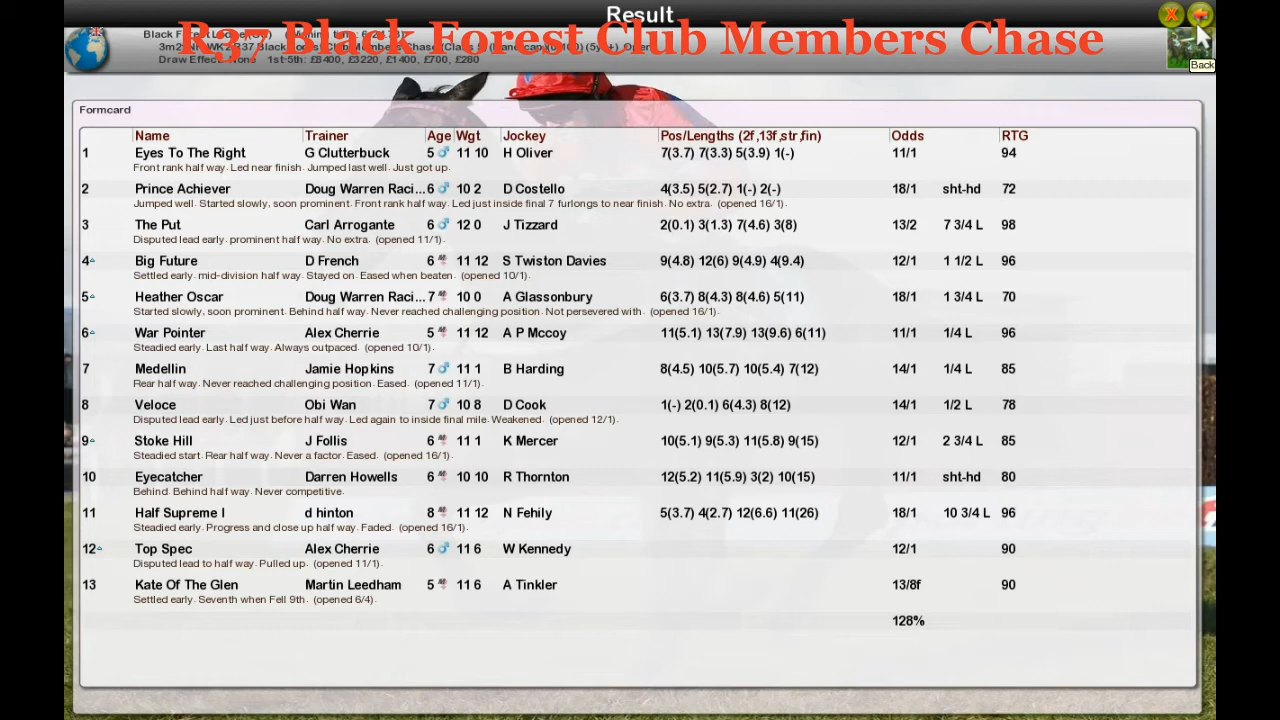 Result
Ray Black Forest Club Members Chase
Draw Effect: None 1st-5th: £8400, £3220, £1400, £700, £280
Back
Formcard
Name Trainer Age Wgt Jockey Pos/Lengths (2f,13f,str,fin) Odds RTG
1 Eyes To The Right G Clutterbuck 5 11 10 H Oliver 7(3.7) 7(3.3) 5(3.9) 1(-) 11/1 94
Front rank half way. Led near finish. Jumped last well. Just got up.
2 Prince Achiever Doug Warren Raci... 6 10 2 D Costello 4(3.5) 5(2.7) 1(-) 2(-) 18/1 sht-hd 72
Jumped well. Started slowly, soon prominent. Front rank half way. Led just inside final 7 furlongs to near finish. No extra. (opened 16/1).
3 The Put Carl Arrogante 6 12 0 J Tizzard 2(0.1) 3(1.3) 7(4.6) 3(8) 13/2 7 3/4 L 98
Disputed lead early. prominent half way. No extra. (opened 11/1).
4 Big Future D French 6 11 12 S Twiston Davies 9(4.8) 12(6) 9(4.9) 4(9.4) 12/1 1 1/2 L 96
Settled early. mid-division half way. Stayed on. Eased when beaten. (opened 10/1).
5 Heather Oscar Doug Warren Raci... 7 10 0 A Glassonbury 6(3.7) 8(4.3) 8(4.6) 5(11) 18/1 1 3/4 L 70
Started slowly, soon prominent. Behind half way. Never reached challenging position. Not persevered with. (opened 16/1).
6 War Pointer Alex Cherrie 5 11 12 A P Mccoy 11(5.1) 13(7.9) 13(9.6) 6(11) 11/1 1/4 L 96
Steadied early. Last half way. Always outpaced. (opened 10/1).
7 Medellin Jamie Hopkins 7 11 1 B Harding 8(4.5) 10(5.7) 10(5.4) 7(12) 14/1 1/4 L 85
Rear half way. Never reached challenging position. Eased. (opened 11/1).
8 Veloce Obi Wan 7 10 8 D Cook 1(-) 2(0.1) 6(4.3) 8(12) 14/1 1/2 L 78
Disputed lead early. Led just before half way. Led again to inside final mile. Weakened. (opened 12/1).
9 Stoke Hill J Follis 6 11 1 K Mercer 10(5.1) 9(5.3) 11(5.8) 9(15) 12/1 2 3/4 L 85
Steadied start. Rear half way. Never a factor. Eased. (opened 16/1).
10 Eyecatcher Darren Howells 6 10 10 R Thornton 12(5.2) 11(5.9) 3(2) 10(15) 11/1 sht-hd 80
Behind. Behind half way. Never competitive.
11 Half Supreme I d hinton 8 11 12 N Fehily 5(3.7) 4(2.7) 12(6.6) 11(26) 18/1 10 3/4 L 96
Steadied early. Progress and close up half way. Faded. (opened 16/1).
12 Top Spec Alex Cherrie 6 11 6 W Kennedy 12/1 90
Disputed lead to half way. Pulled up. (opened 11/1).
13 Kate Of The Glen Martin Leedham 5 11 6 A Tinkler 13/8f 90
Settled early. Seventh when Fell 9th. (opened 6/4).
128%